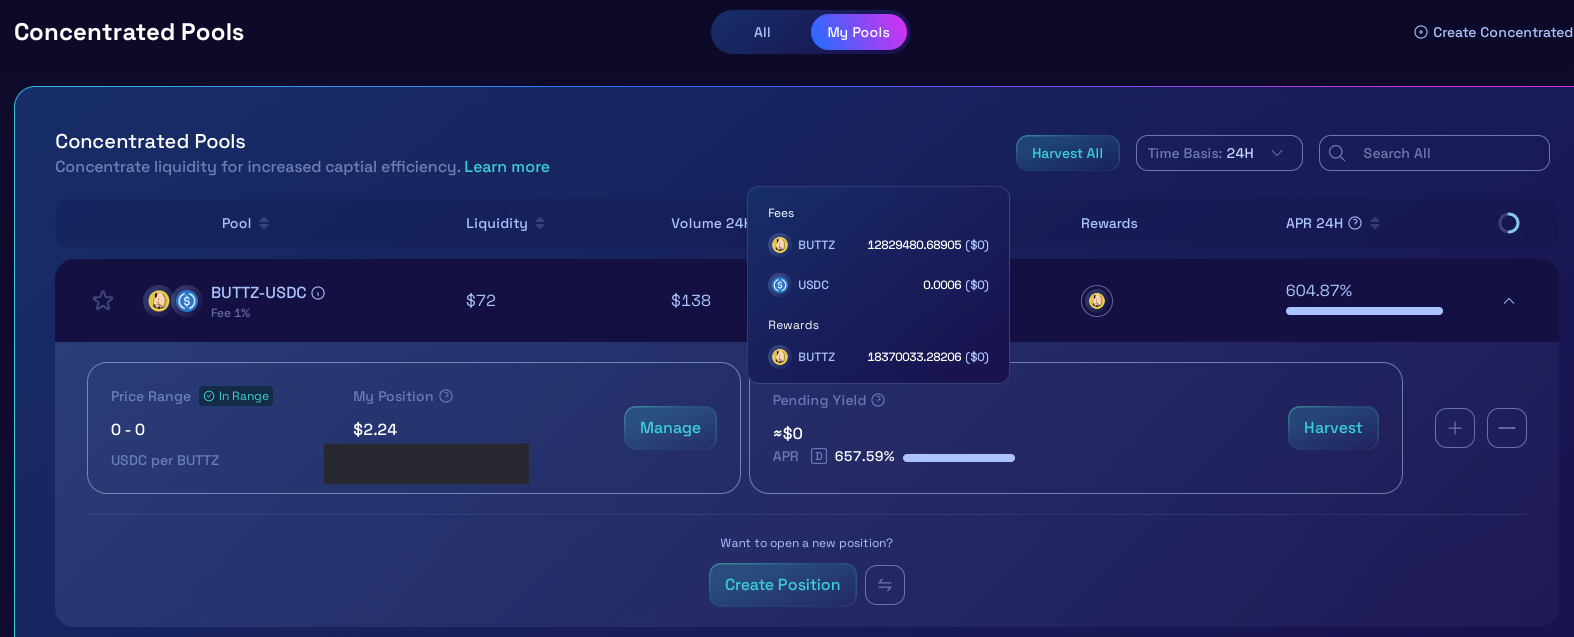 Concentrated Pools
All
My Pools
Create Concentrated
Concentrated Pools
Concentrate liquidity for increased captial efficiency. Learn more
Harvest All
Time Basis: 24H
Search All
Pool
Liquidity
Volume 24H
Rewards
APR 24H
Fees
BUTTZ 12829480.68905 ($0)
USDC 0.0006 ($0)
Rewards
BUTTZ 18370033.28206 ($0)
BUTTZ-USDC
Fee 1%
$72
$138
604.87%
Price Range
In Range
0 - 0
USDC per BUTTZ
My Position
$2.24
Manage
Pending Yield
≈$0
APR D 657.59%
Harvest
Want to open a new position?
Create Position